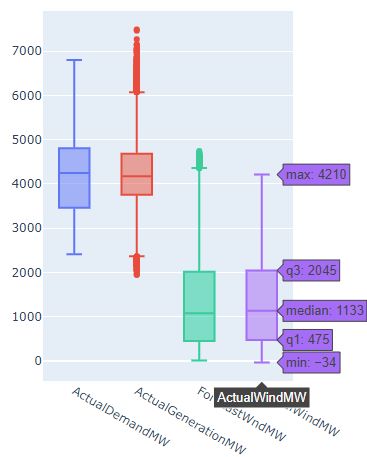 7000
6000
5000
4000
3000
2000
1000
0
max: 4210
q3: 2045
median: 1133
q1: 475
min: −34
ActualDemandMW
ActualGenerationMW
ActualWindMW